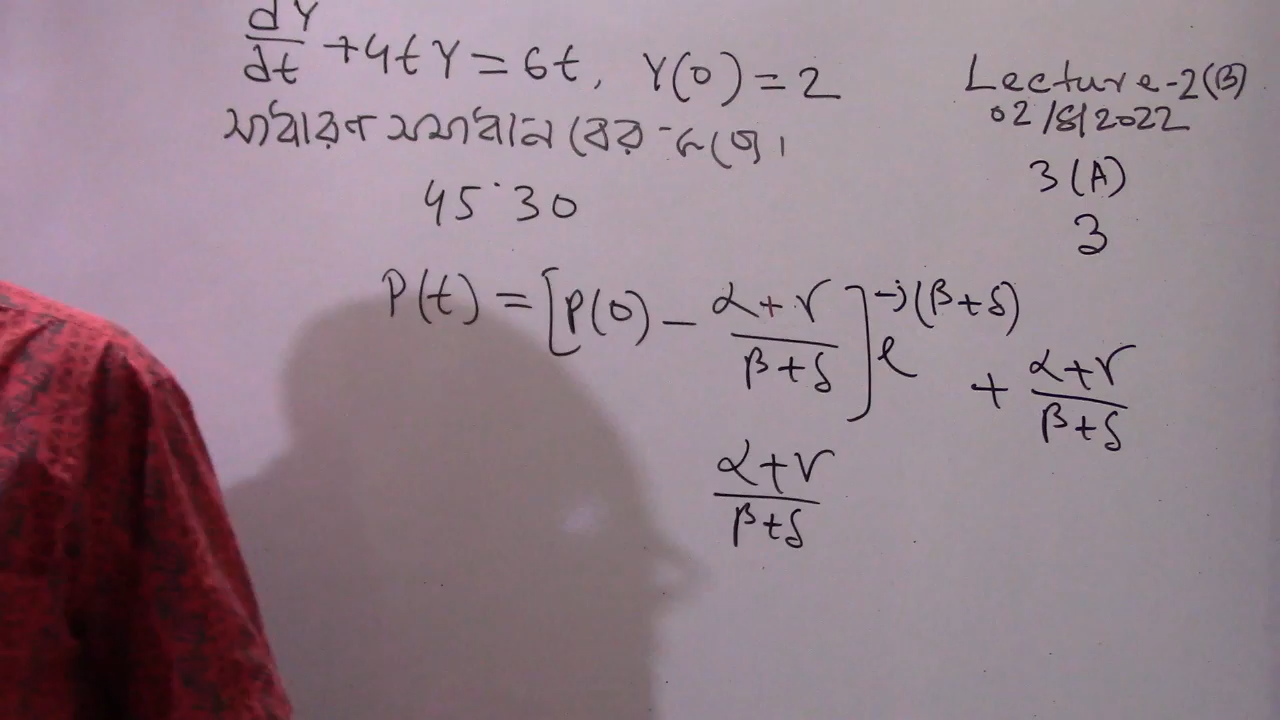 dY/dt + 4tY = 6t, Y(0) = 2
সাধারণ সমাধান বের কর।
45·30
Lecture-2(B)
02/8/2022
3(A)
3
P(t) = [P(0) - (α+γ)/(β+δ)] e^-j(β+δ) + (α+γ)/(β+δ)
(α+γ)/(β+δ)